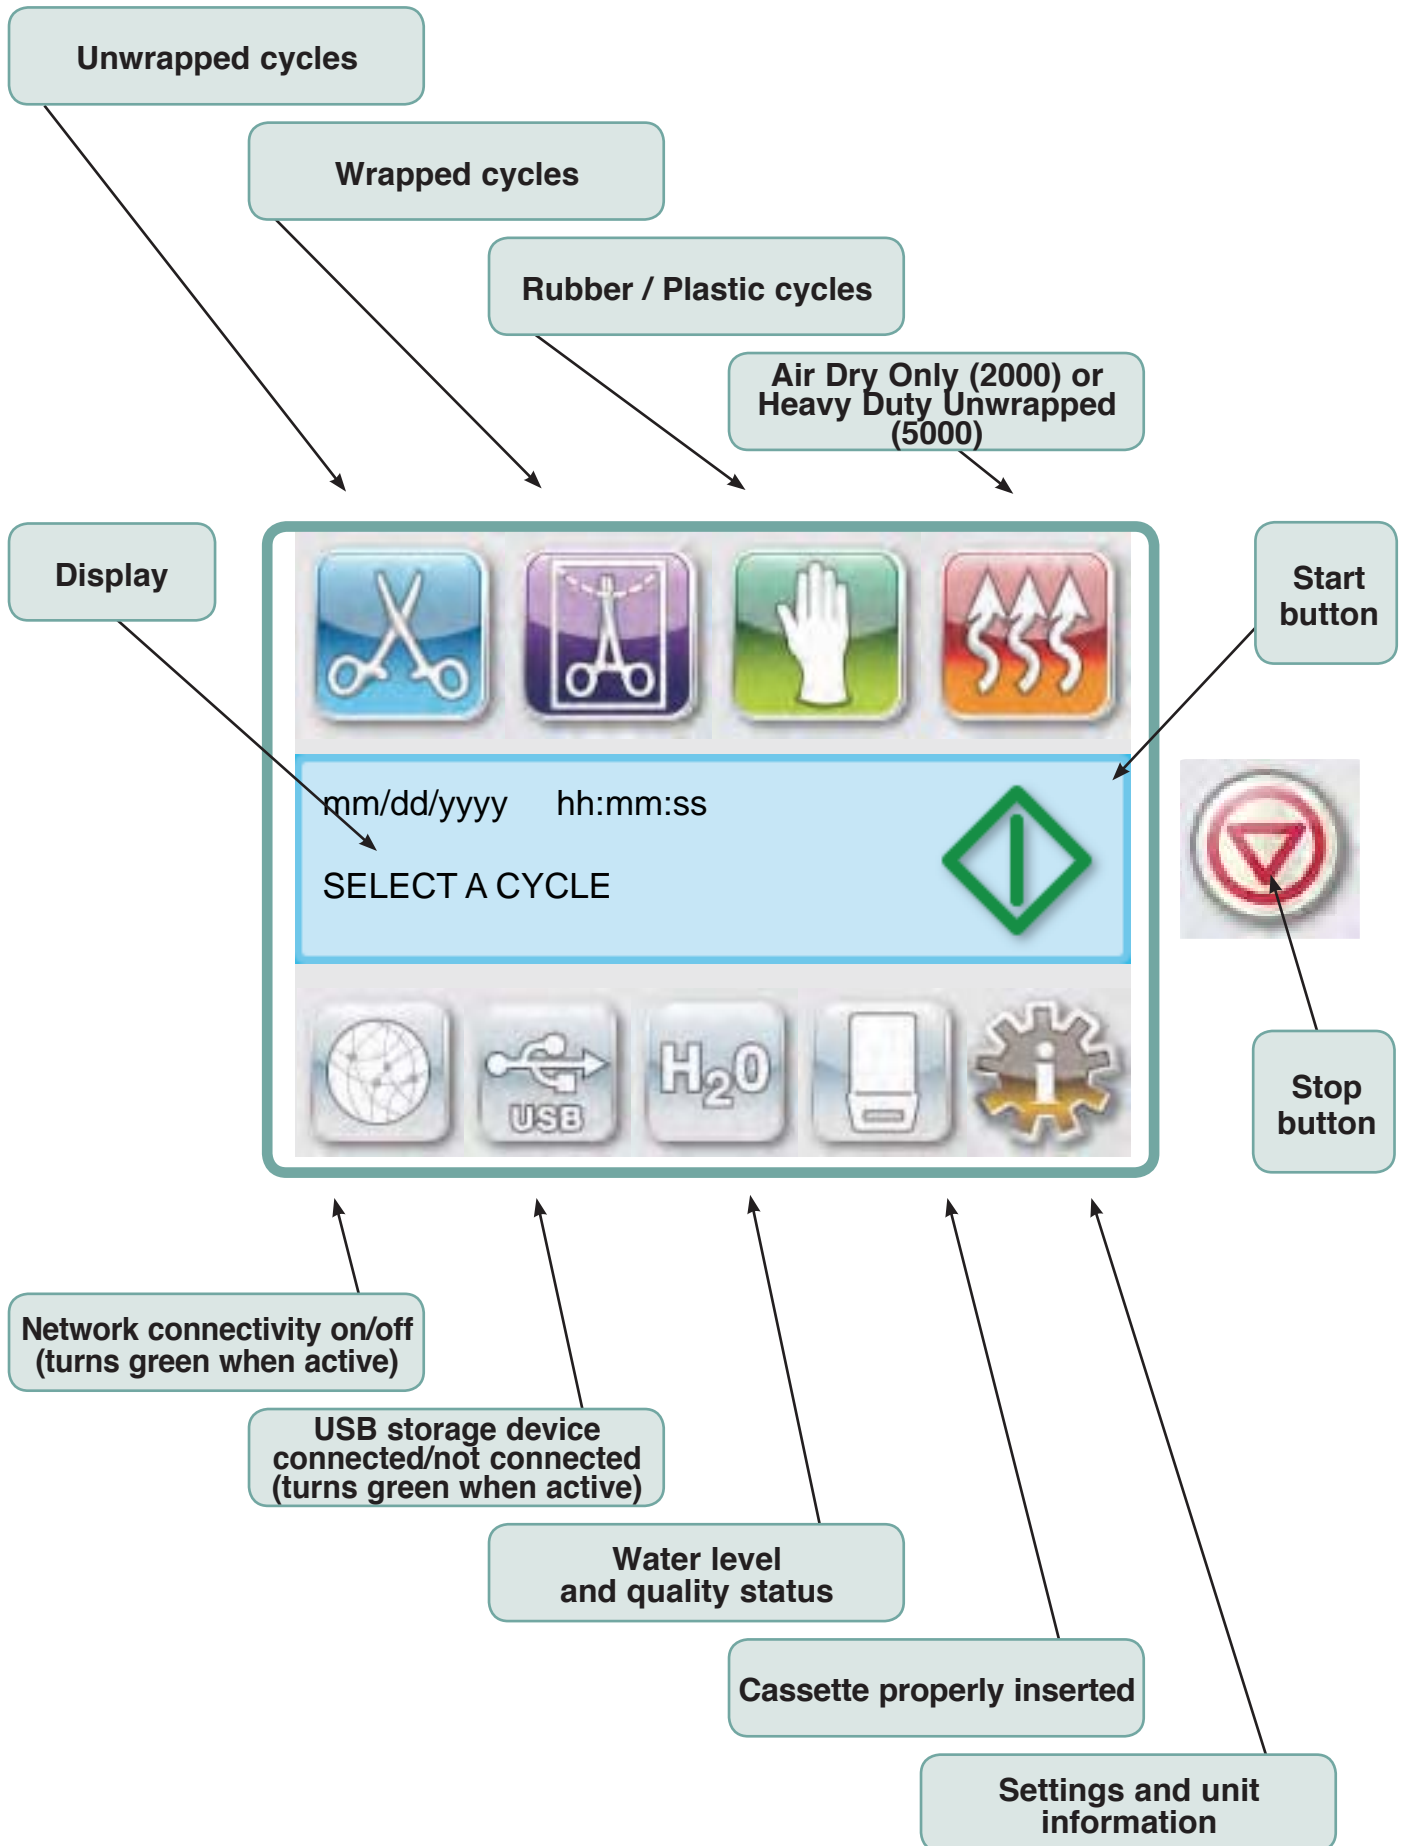 Unwrapped cycles
Wrapped cycles
Rubber / Plastic cycles
Air Dry Only (2000) or
Heavy Duty Unwrapped
(5000)
Display
Start
button
mm/dd/yyyy hh:mm:ss
SELECT A CYCLE
USB
H₂O
i
Stop
button
Network connectivity on/off
(turns green when active)
USB storage device
connected/not connected
(turns green when active)
Water level
and quality status
Cassette properly inserted
Settings and unit
information